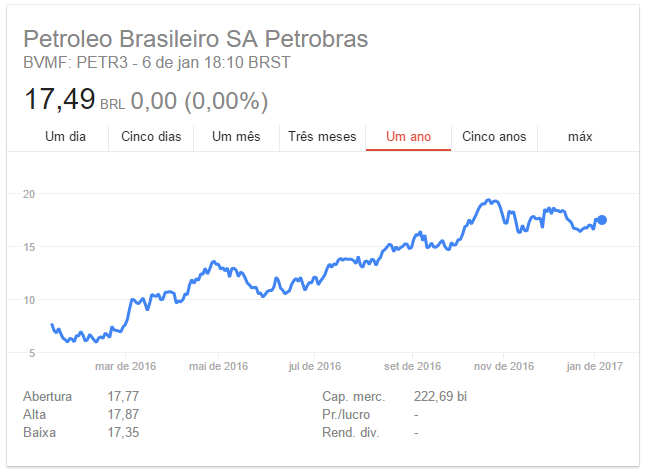 Petroleo Brasileiro SA Petrobras
BVMF: PETR3 - 6 de jan 18:10 BRST
17,49 BRL 0,00 (0,00%)
Um dia Cinco dias Um mês Três meses Um ano Cinco anos máx
20
15
10
5
mar de 2016 mai de 2016 jul de 2016 set de 2016 nov de 2016 jan de 2017
Abertura 17,77 Cap. merc. 222,69 bi
Alta 17,87 Pr./lucro -
Baixa 17,35 Rend. div. -